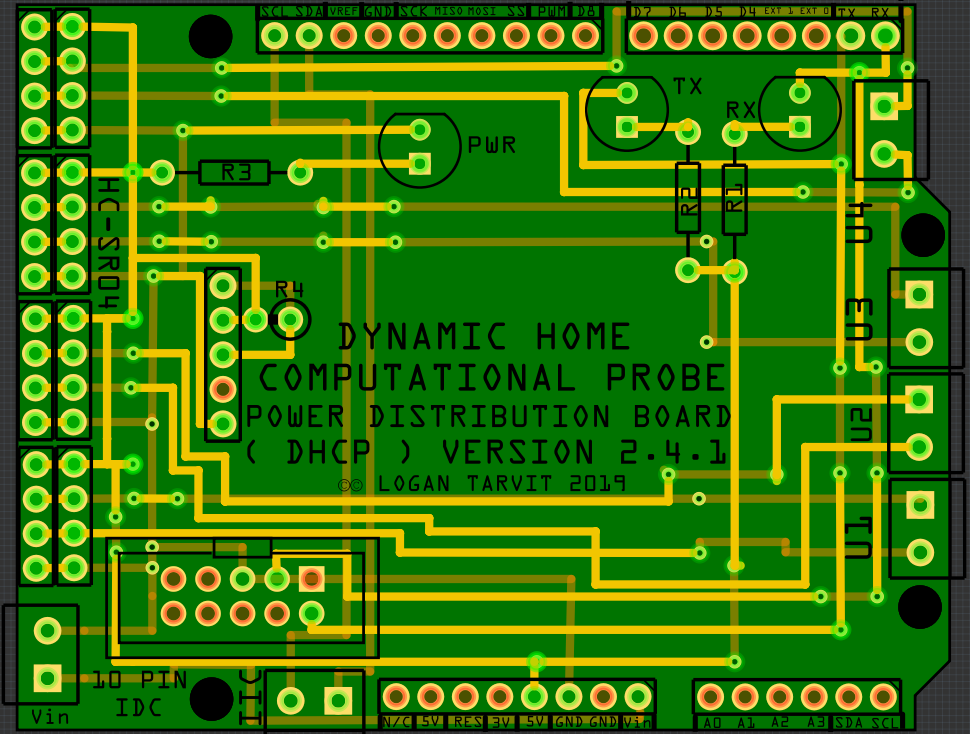 SCL SDA VREF GND SCK MISO MOSI SS PWM D8
D7 D6 D5 D4 EXT 1 EXT 0 TX RX
TX
RX
PWR
R3
R2
R1
HC-SR04
U4
R4
U3
DYNAMIC HOME
COMPUTATIONAL PROBE
POWER DISTRIBUTION BOARD
( DHCP ) VERSION 2.4.1
©© LOGAN TARVIT 2019
U2
U1
10 PIN
IDC
IIC
Vin
N/C 5V RES 3V 5V GND GND Vin
A0 A1 A2 A3 SDA SCL